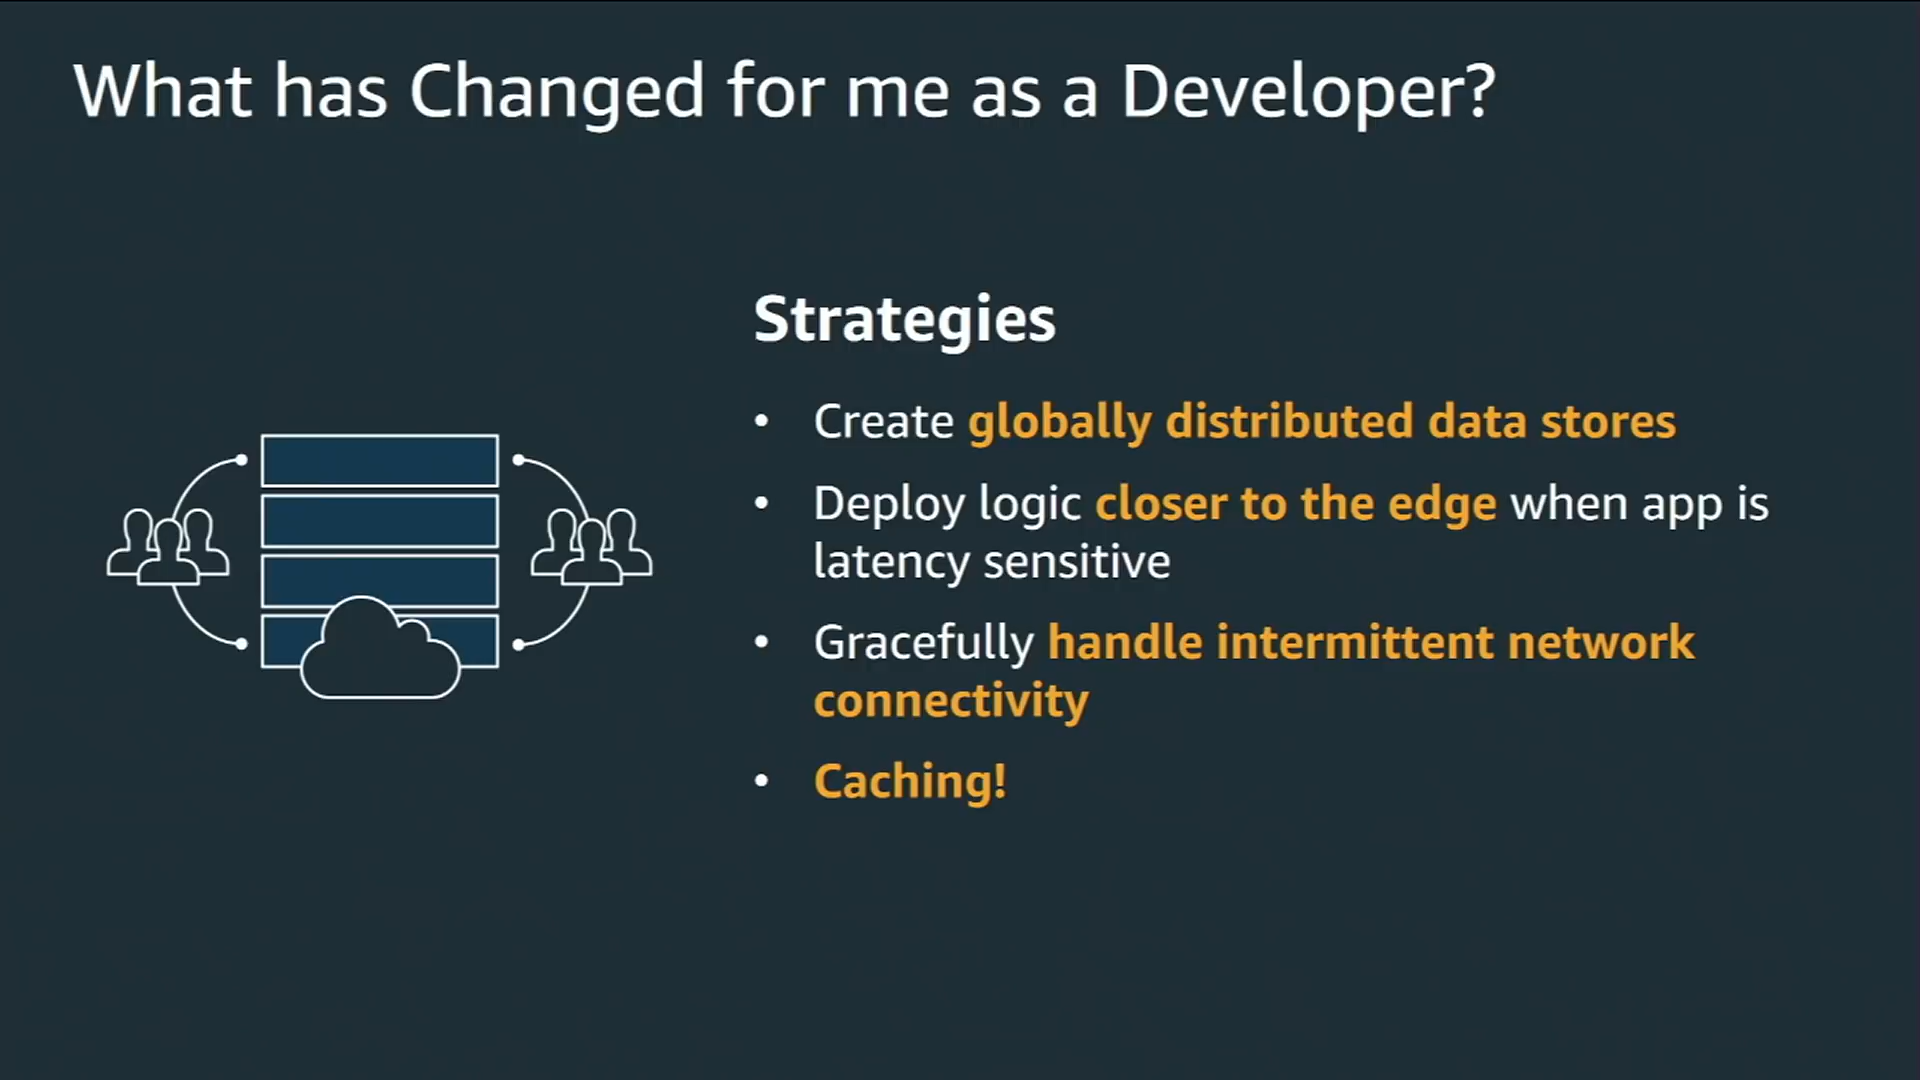 What has Changed for me as a Developer?
Strategies
• Create globally distributed data stores
• Deploy logic closer to the edge when app is
latency sensitive
• Gracefully handle intermittent network
connectivity
• Caching!